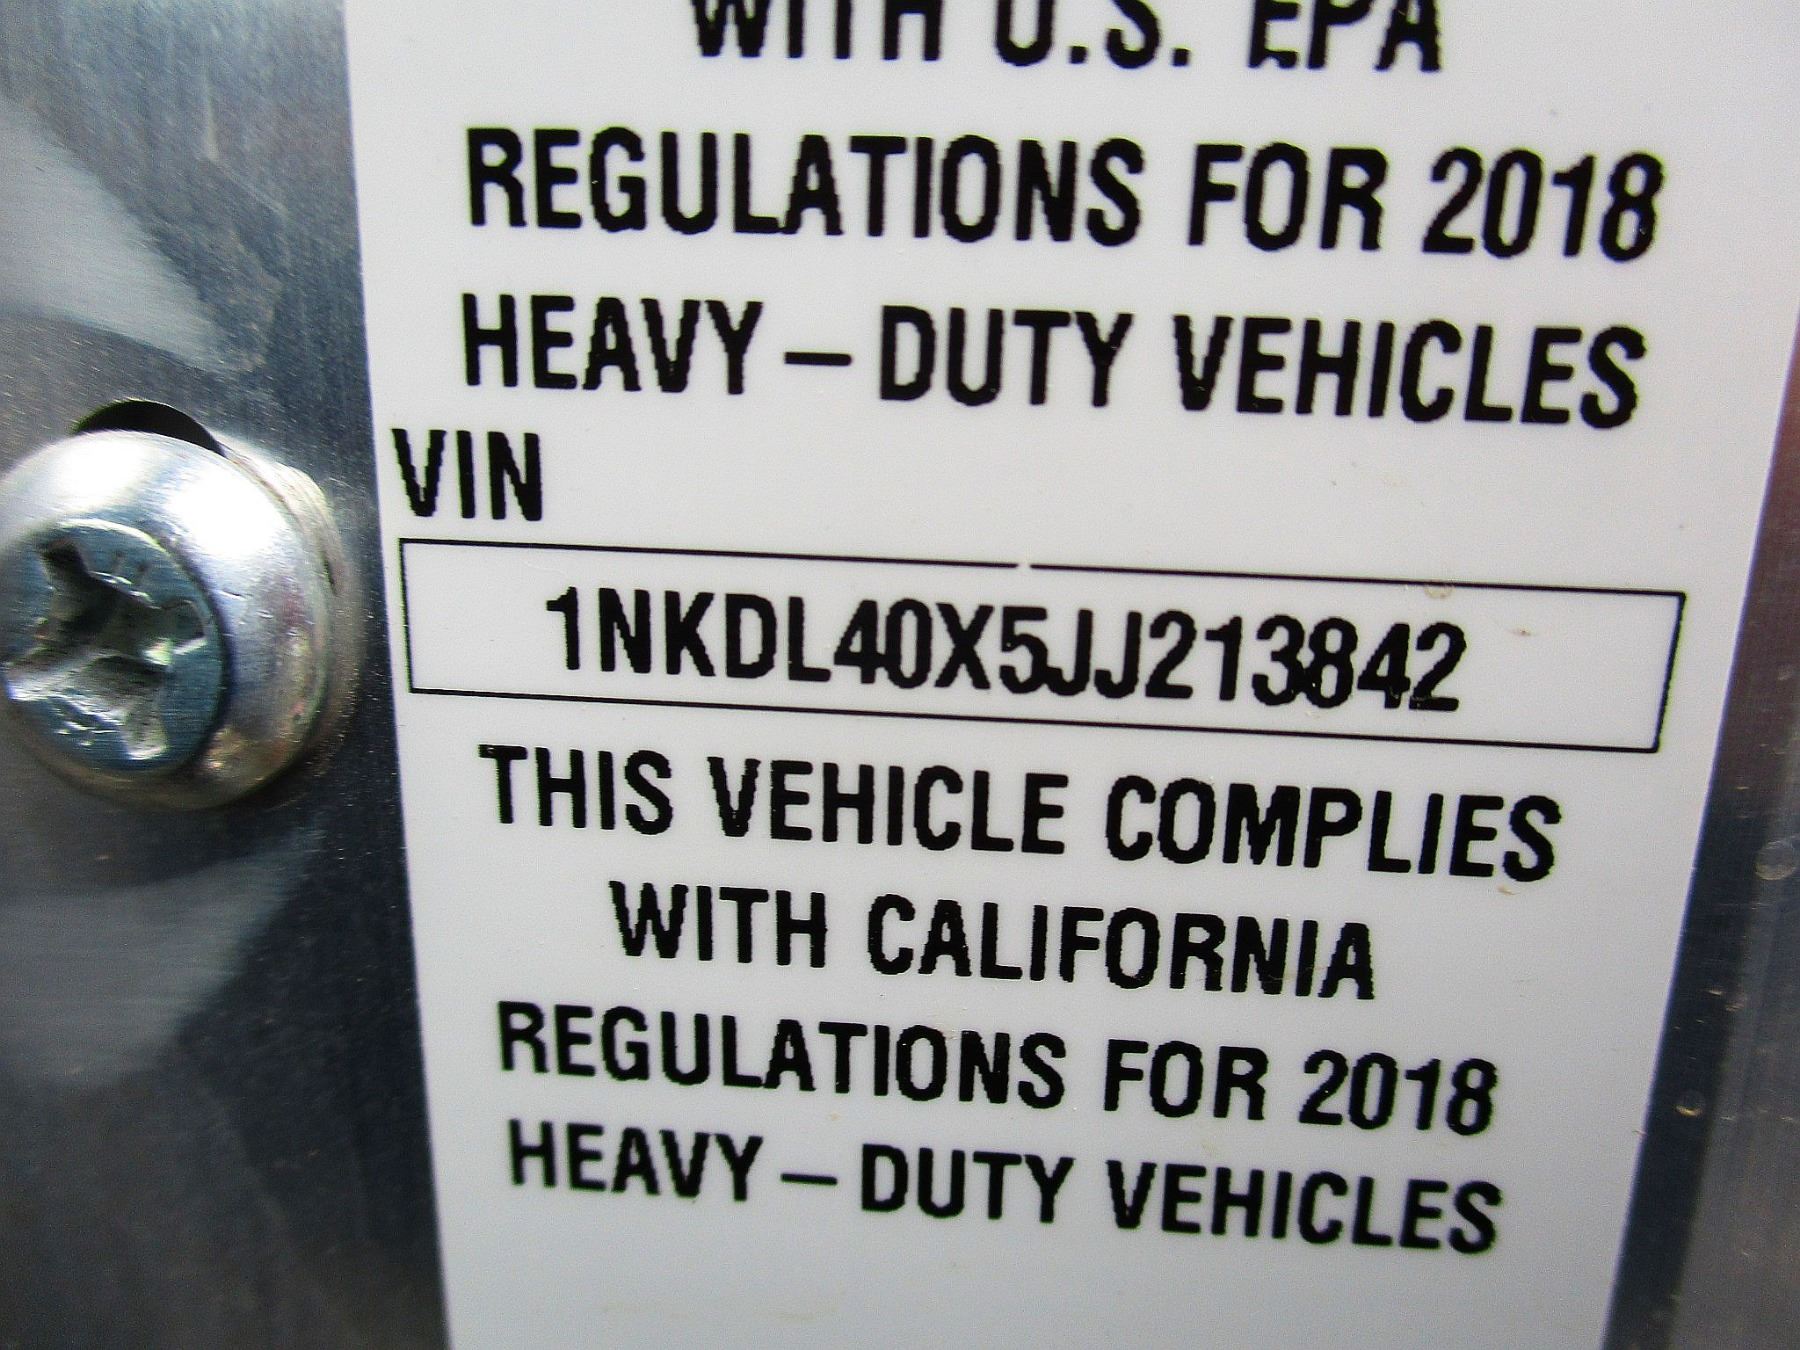 WITH U.S. EPA
REGULATIONS FOR 2018
HEAVY – DUTY VEHICLES
VIN
1NKDL40X5JJ213842
THIS VEHICLE COMPLIES
WITH CALIFORNIA
REGULATIONS FOR 2018
HEAVY – DUTY VEHICLES